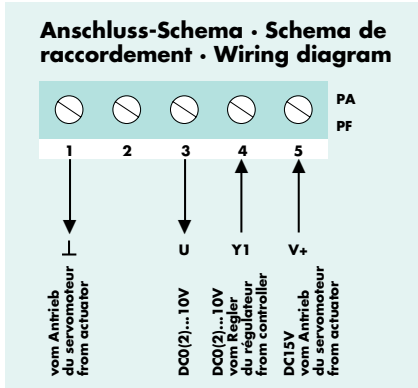 Anschluss-Schema · Schema de
raccordement · Wiring diagram
PA
PF
1 2 3 4 5
⊥ U Y1 V+
vom Antrieb
du servomoteur
from actuator
DC0(2)...10V
DC0(2)...10V
vom Regler
du régulateur
from controller
DC15V
vom Antrieb
du servomoteur
from actuator